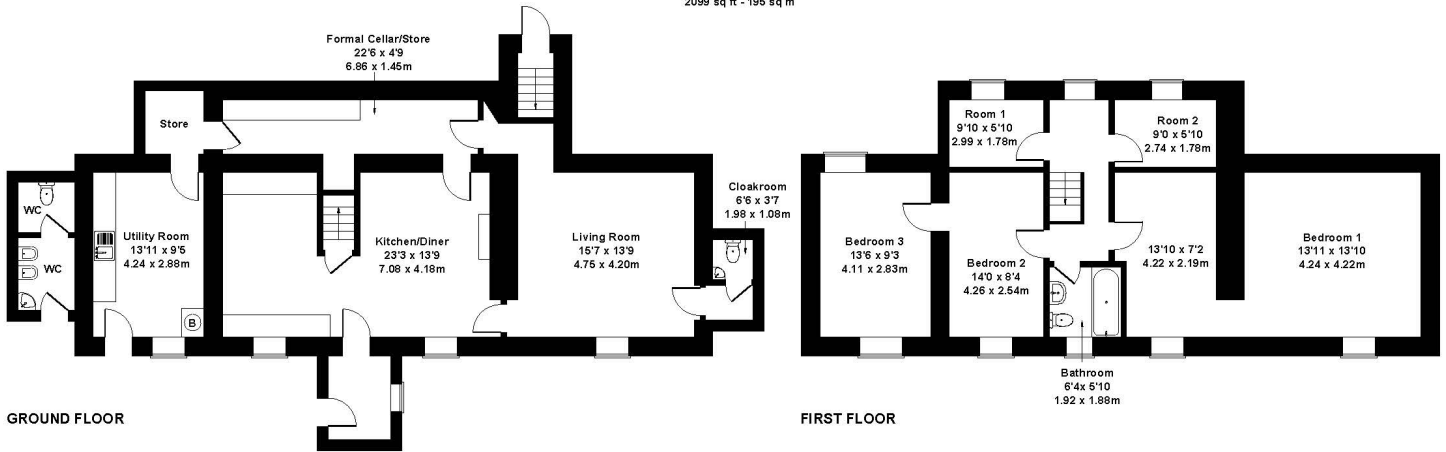 2099 sq ft - 195 sq m
Formal Cellar/Store
22'6 x 4'9
6.86 x 1.45m
Store
WC
WC
Utility Room
13'11 x 9'5
4.24 x 2.88m
B
Kitchen/Diner
23'3 x 13'9
7.08 x 4.18m
Living Room
15'7 x 13'9
4.75 x 4.20m
Cloakroom
6'6 x 3'7
1.98 x 1.08m
GROUND FLOOR
Room 1
9'10 x 5'10
2.99 x 1.78m
Room 2
9'0 x 5'10
2.74 x 1.78m
Bedroom 3
13'6 x 9'3
4.11 x 2.83m
Bedroom 2
14'0 x 8'4
4.26 x 2.54m
13'10 x 7'2
4.22 x 2.19m
Bedroom 1
13'11 x 13'10
4.24 x 4.22m
Bathroom
6'4x 5'10
1.92 x 1.88m
FIRST FLOOR